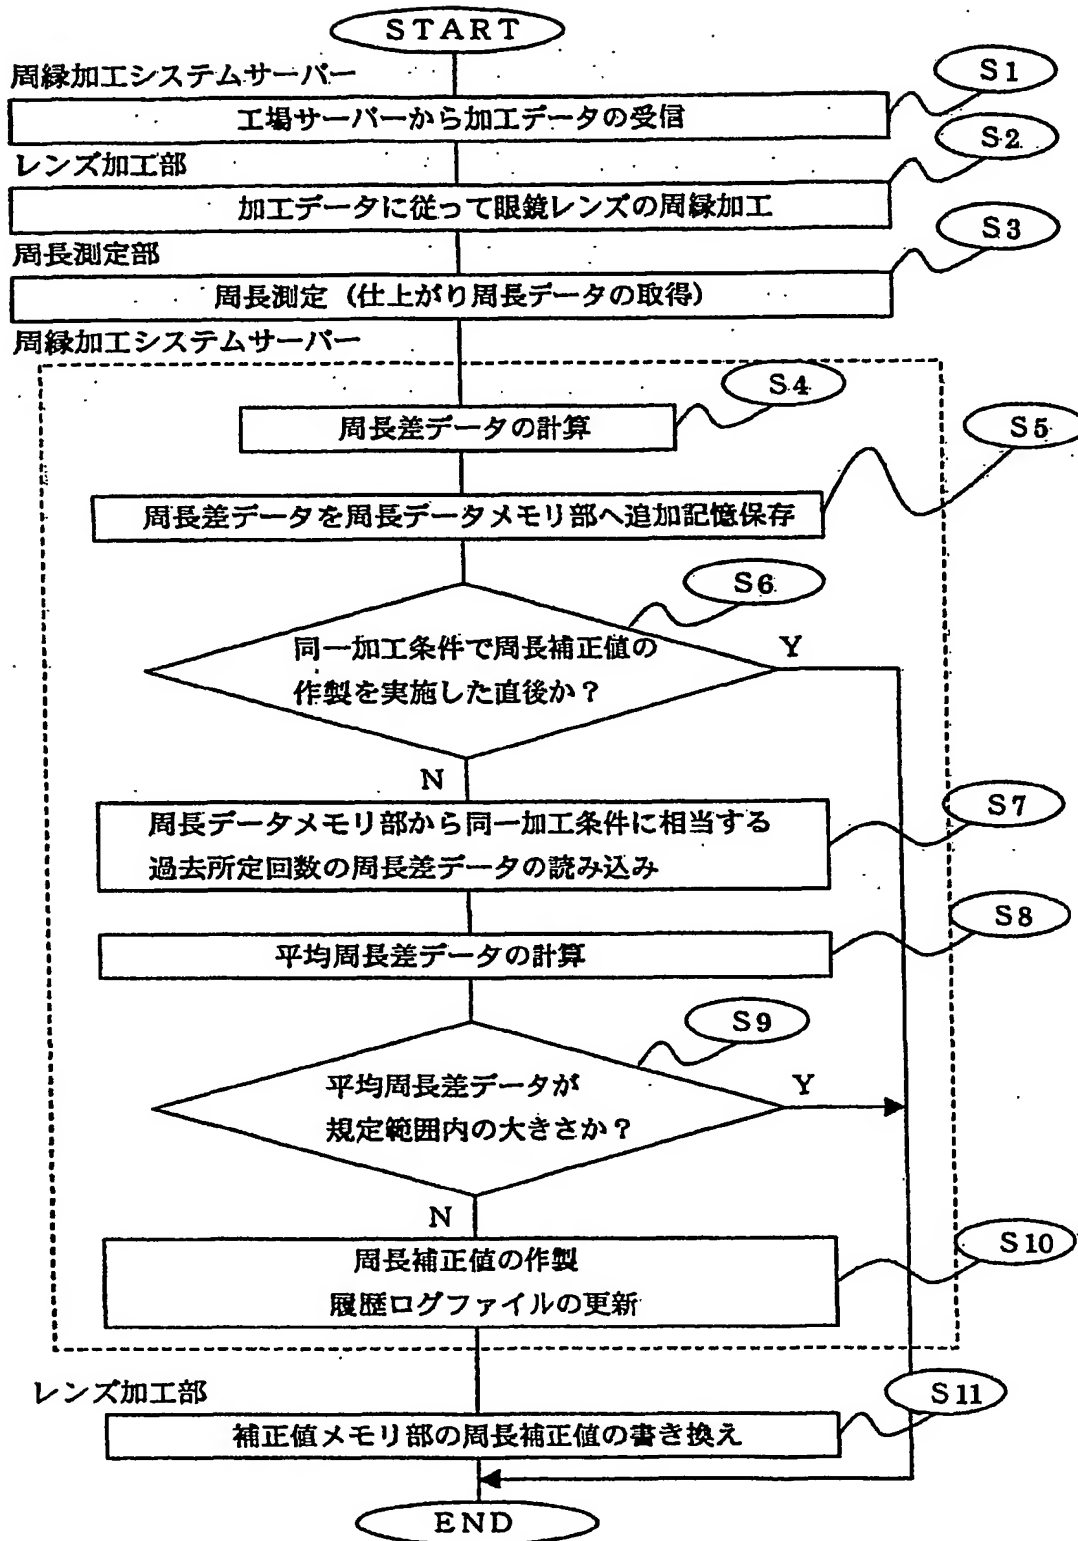 START
周縁加工システムサーバー
S1
工場サーバーから加工データの受信
S2
レンズ加工部
加工データに従って眼鏡レンズの周縁加工
S3
周長測定部
周長測定（仕上がり周長データの取得）
周縁加工システムサーバー
S4
周長差データの計算
S5
周長差データを周長データメモリ部へ追加記憶保存
S6
同一加工条件で周長補正値の
作製を実施した直後か？
Y
N
S7
周長データメモリ部から同一加工条件に相当する
過去所定回数の周長差データの読み込み
S8
平均周長差データの計算
S9
平均周長差データが
規定範囲内の大きさか？
Y
N
S10
周長補正値の作製
履歴ログファイルの更新
レンズ加工部
S11
補正値メモリ部の周長補正値の書き換え
END